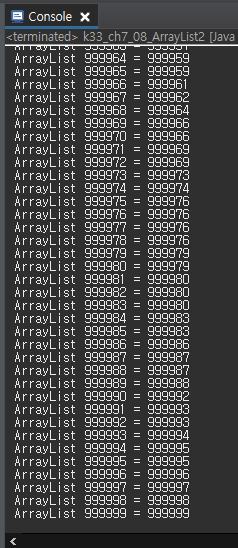 Console
<terminated> k33_ch7_08_ArrayList2 [Java
ArrayList 999964 = 999959
ArrayList 999965 = 999959
ArrayList 999966 = 999961
ArrayList 999967 = 999962
ArrayList 999968 = 999964
ArrayList 999969 = 999965
ArrayList 999970 = 999966
ArrayList 999971 = 999969
ArrayList 999972 = 999969
ArrayList 999973 = 999973
ArrayList 999974 = 999974
ArrayList 999975 = 999976
ArrayList 999976 = 999976
ArrayList 999977 = 999976
ArrayList 999978 = 999976
ArrayList 999979 = 999979
ArrayList 999980 = 999979
ArrayList 999981 = 999980
ArrayList 999982 = 999980
ArrayList 999983 = 999980
ArrayList 999984 = 999983
ArrayList 999985 = 999983
ArrayList 999986 = 999986
ArrayList 999987 = 999987
ArrayList 999988 = 999987
ArrayList 999989 = 999988
ArrayList 999990 = 999992
ArrayList 999991 = 999993
ArrayList 999992 = 999993
ArrayList 999993 = 999994
ArrayList 999994 = 999995
ArrayList 999995 = 999995
ArrayList 999996 = 999996
ArrayList 999997 = 999997
ArrayList 999998 = 999998
ArrayList 999999 = 999999